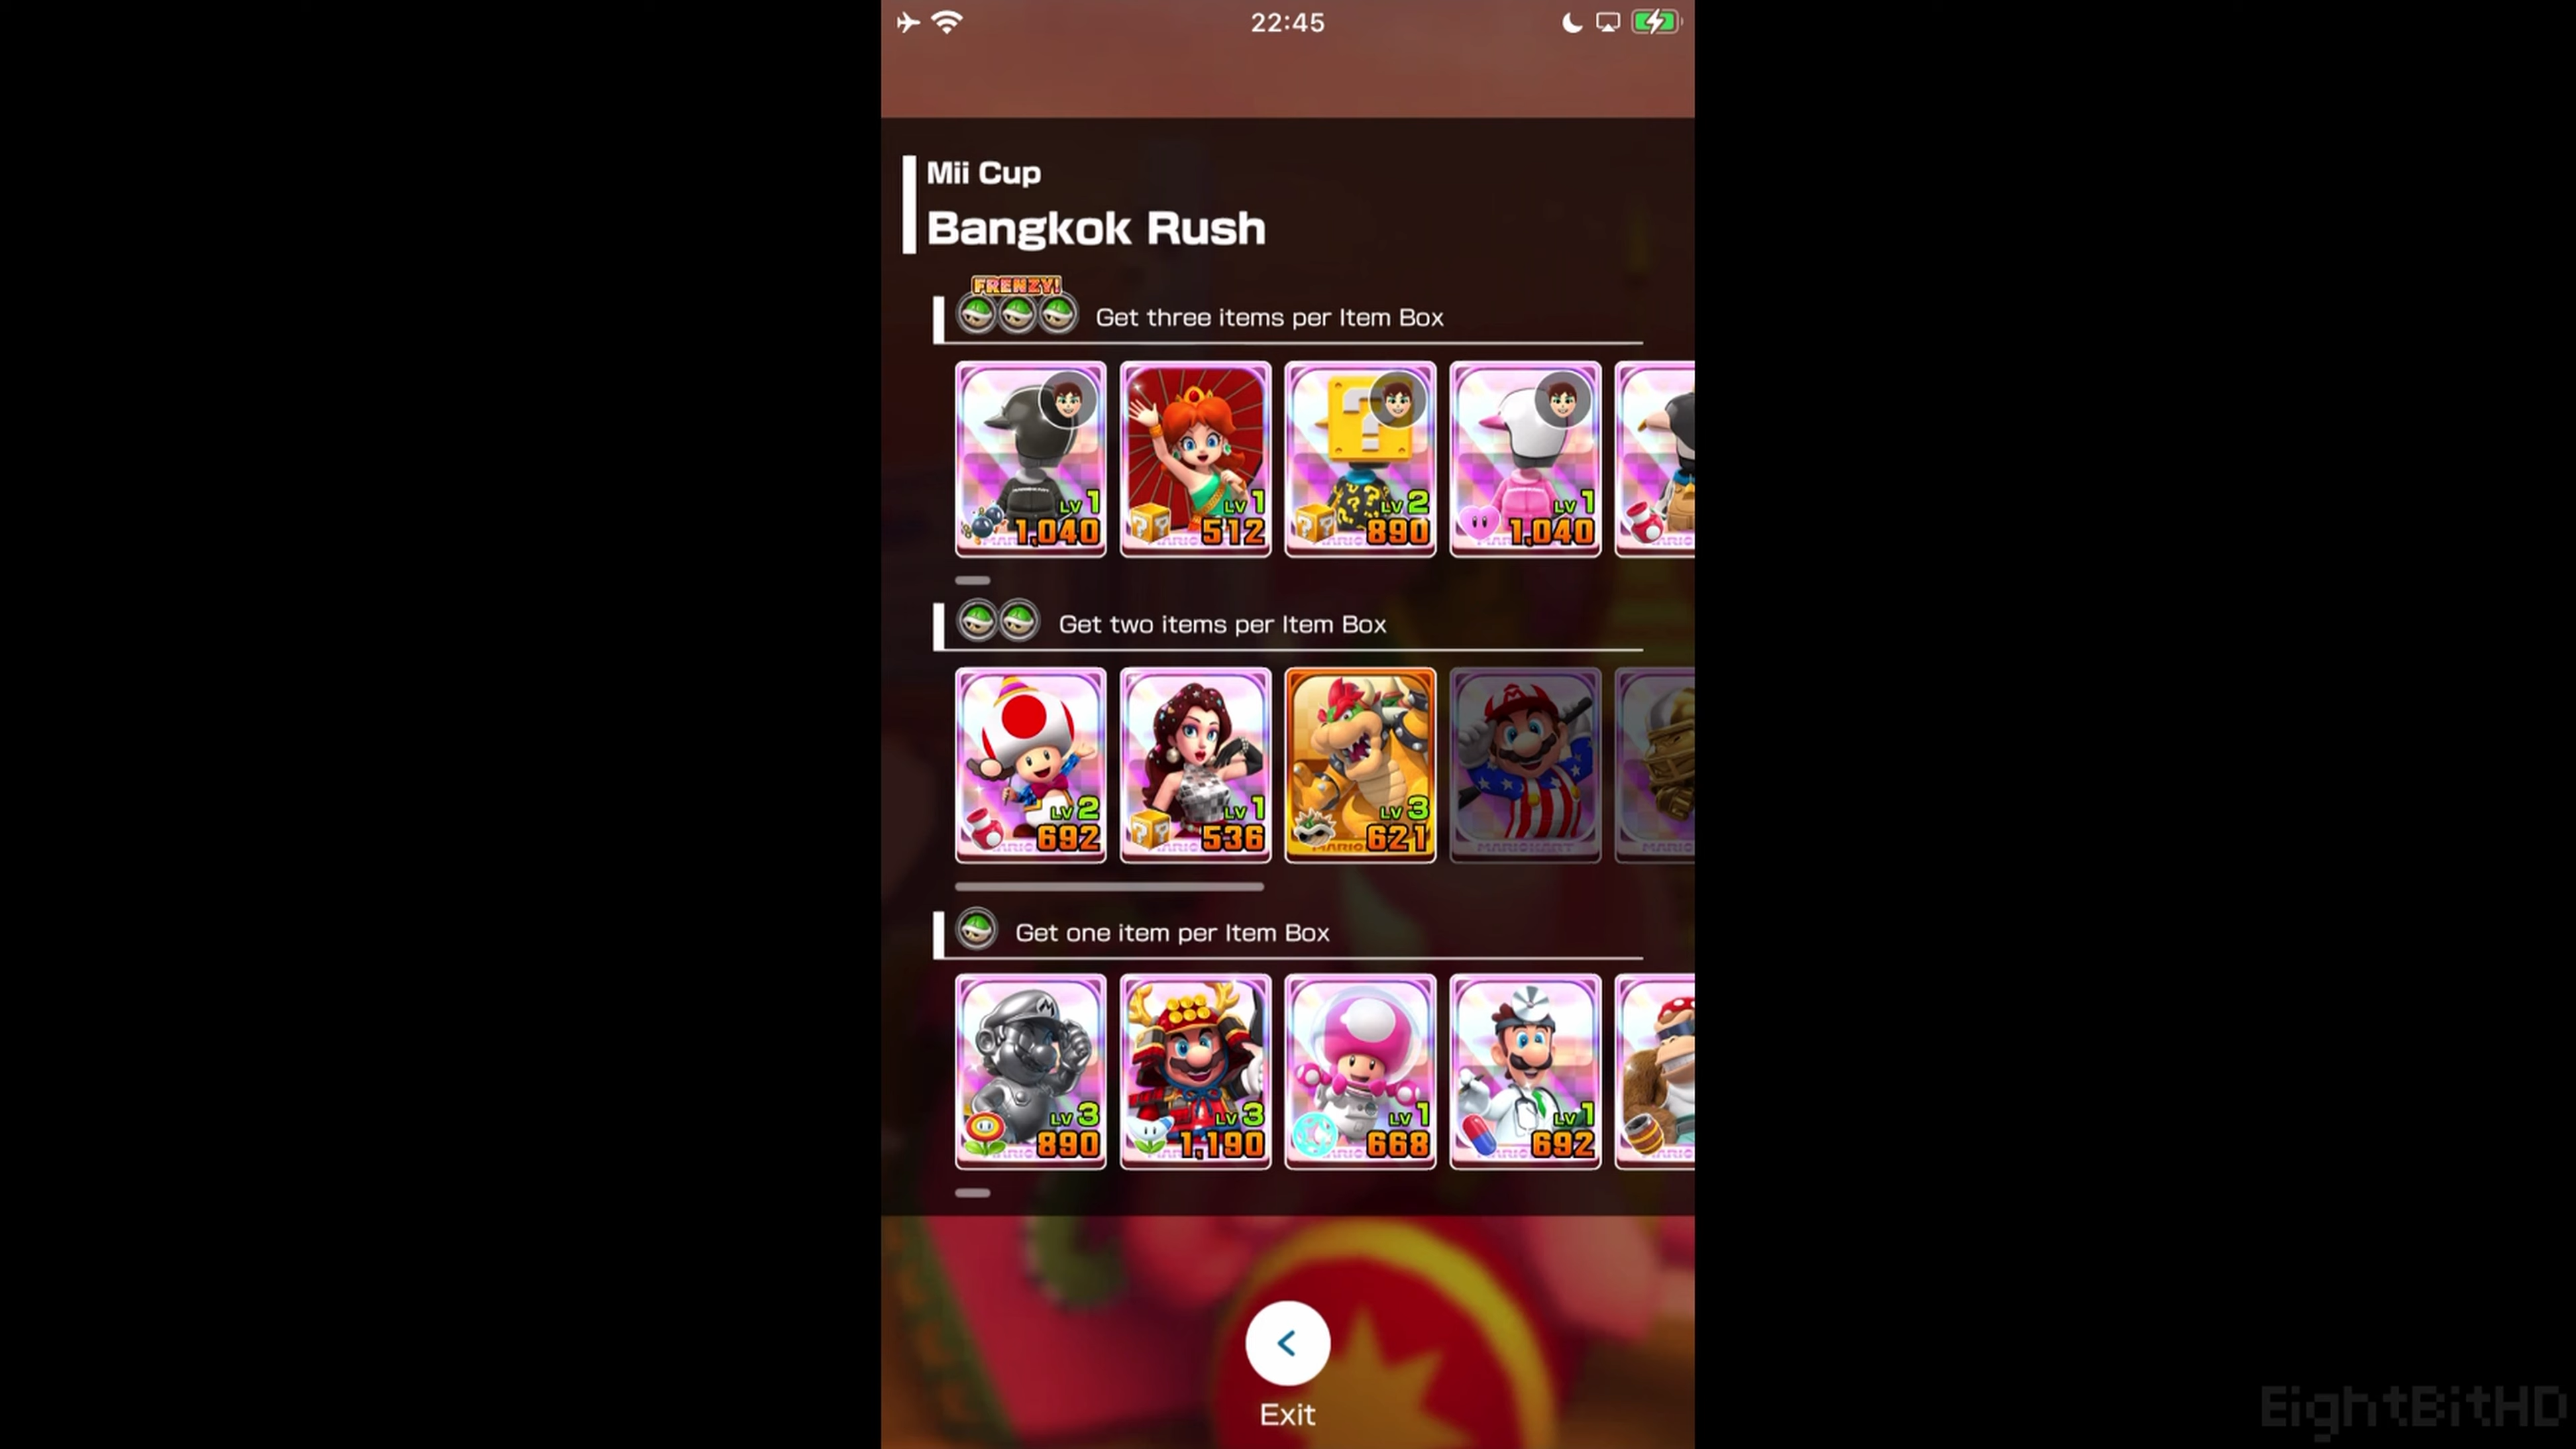 22:45
Mii Cup
Bangkok Rush
FRENZY!
Get three items per Item Box
LV 1 1,040
LV 1 512
LV 2 890
LV 1 1,040
Get two items per Item Box
LV 2 692
LV 1 536
LV 3 621
MARIOKART
Get one item per Item Box
LV 3 890
LV 3 1,190
LV 1 668
LV 1 692
Exit
EightBitHD